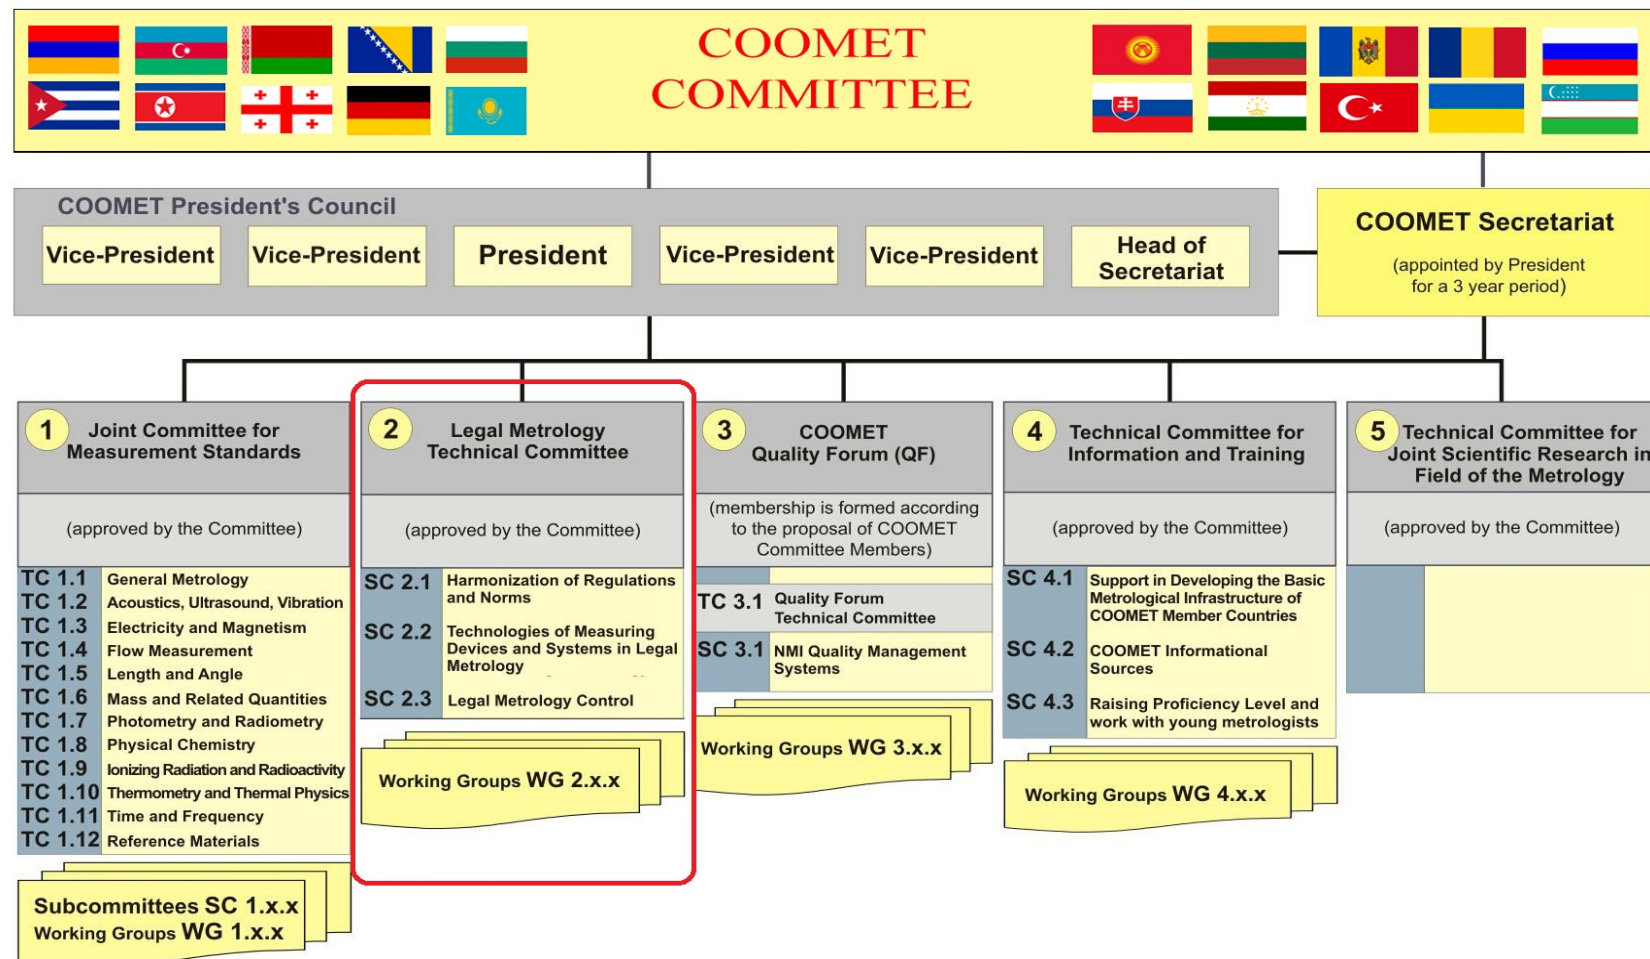 COOMET
COMMITTEE
COOMET President's Council
Vice-President
Vice-President
President
Vice-President
Vice-President
Head of
Secretariat
COOMET Secretariat
(appointed by President
for a 3 year period)
1
Joint Committee for
Measurement Standards
(approved by the Committee)
TC 1.1 General Metrology
TC 1.2 Acoustics, Ultrasound, Vibration
TC 1.3 Electricity and Magnetism
TC 1.4 Flow Measurement
TC 1.5 Length and Angle
TC 1.6 Mass and Related Quantities
TC 1.7 Photometry and Radiometry
TC 1.8 Physical Chemistry
TC 1.9 Ionizing Radiation and Radioactivity
TC 1.10 Thermometry and Thermal Physics
TC 1.11 Time and Frequency
TC 1.12 Reference Materials
Subcommittees SC 1.x.x
Working Groups WG 1.x.x
2
Legal Metrology
Technical Committee
(approved by the Committee)
SC 2.1 Harmonization of Regulations
and Norms
SC 2.2 Technologies of Measuring
Devices and Systems in Legal
Metrology
SC 2.3 Legal Metrology Control
Working Groups WG 2.x.x
3
COOMET
Quality Forum (QF)
(membership is formed according
to the proposal of COOMET
Committee Members)
TC 3.1 Quality Forum
Technical Committee
SC 3.1 NMI Quality Management
Systems
Working Groups WG 3.x.x
4
Technical Committee for
Information and Training
(approved by the Committee)
SC 4.1 Support in Developing the Basic
Metrological Infrastructure of
COOMET Member Countries
SC 4.2 COOMET Informational
Sources
SC 4.3 Raising Proficiency Level and
work with young metrologists
Working Groups WG 4.x.x
5
Technical Committee for
Joint Scientific Research in
Field of the Metrology
(approved by the Committee)